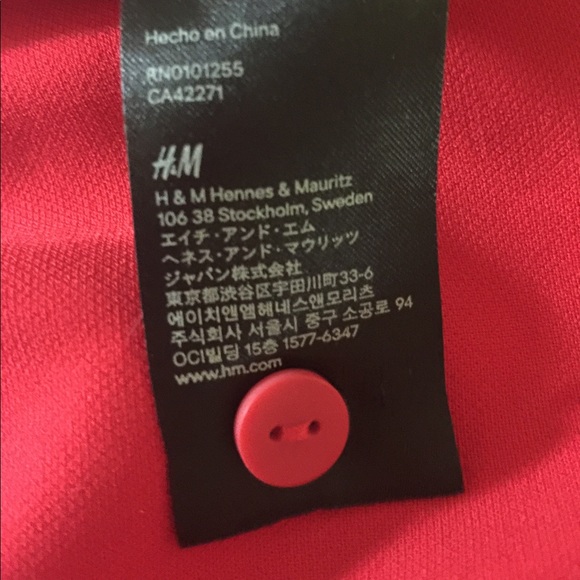 Hecho en China
RN0101255
CA42271
H&M
H & M Hennes & Mauritz
106 38 Stockholm, Sweden
エイチ・アンド・エム
ヘネス・アンド・マウリッツ
ジャパン株式会社
東京都渋谷区宇田川町33-6
에이치앤엠헤네스앤모리츠
주식회사 서울시 중구 소공로 94
OCI빌딩 15층 1577-6347
www.hm.com